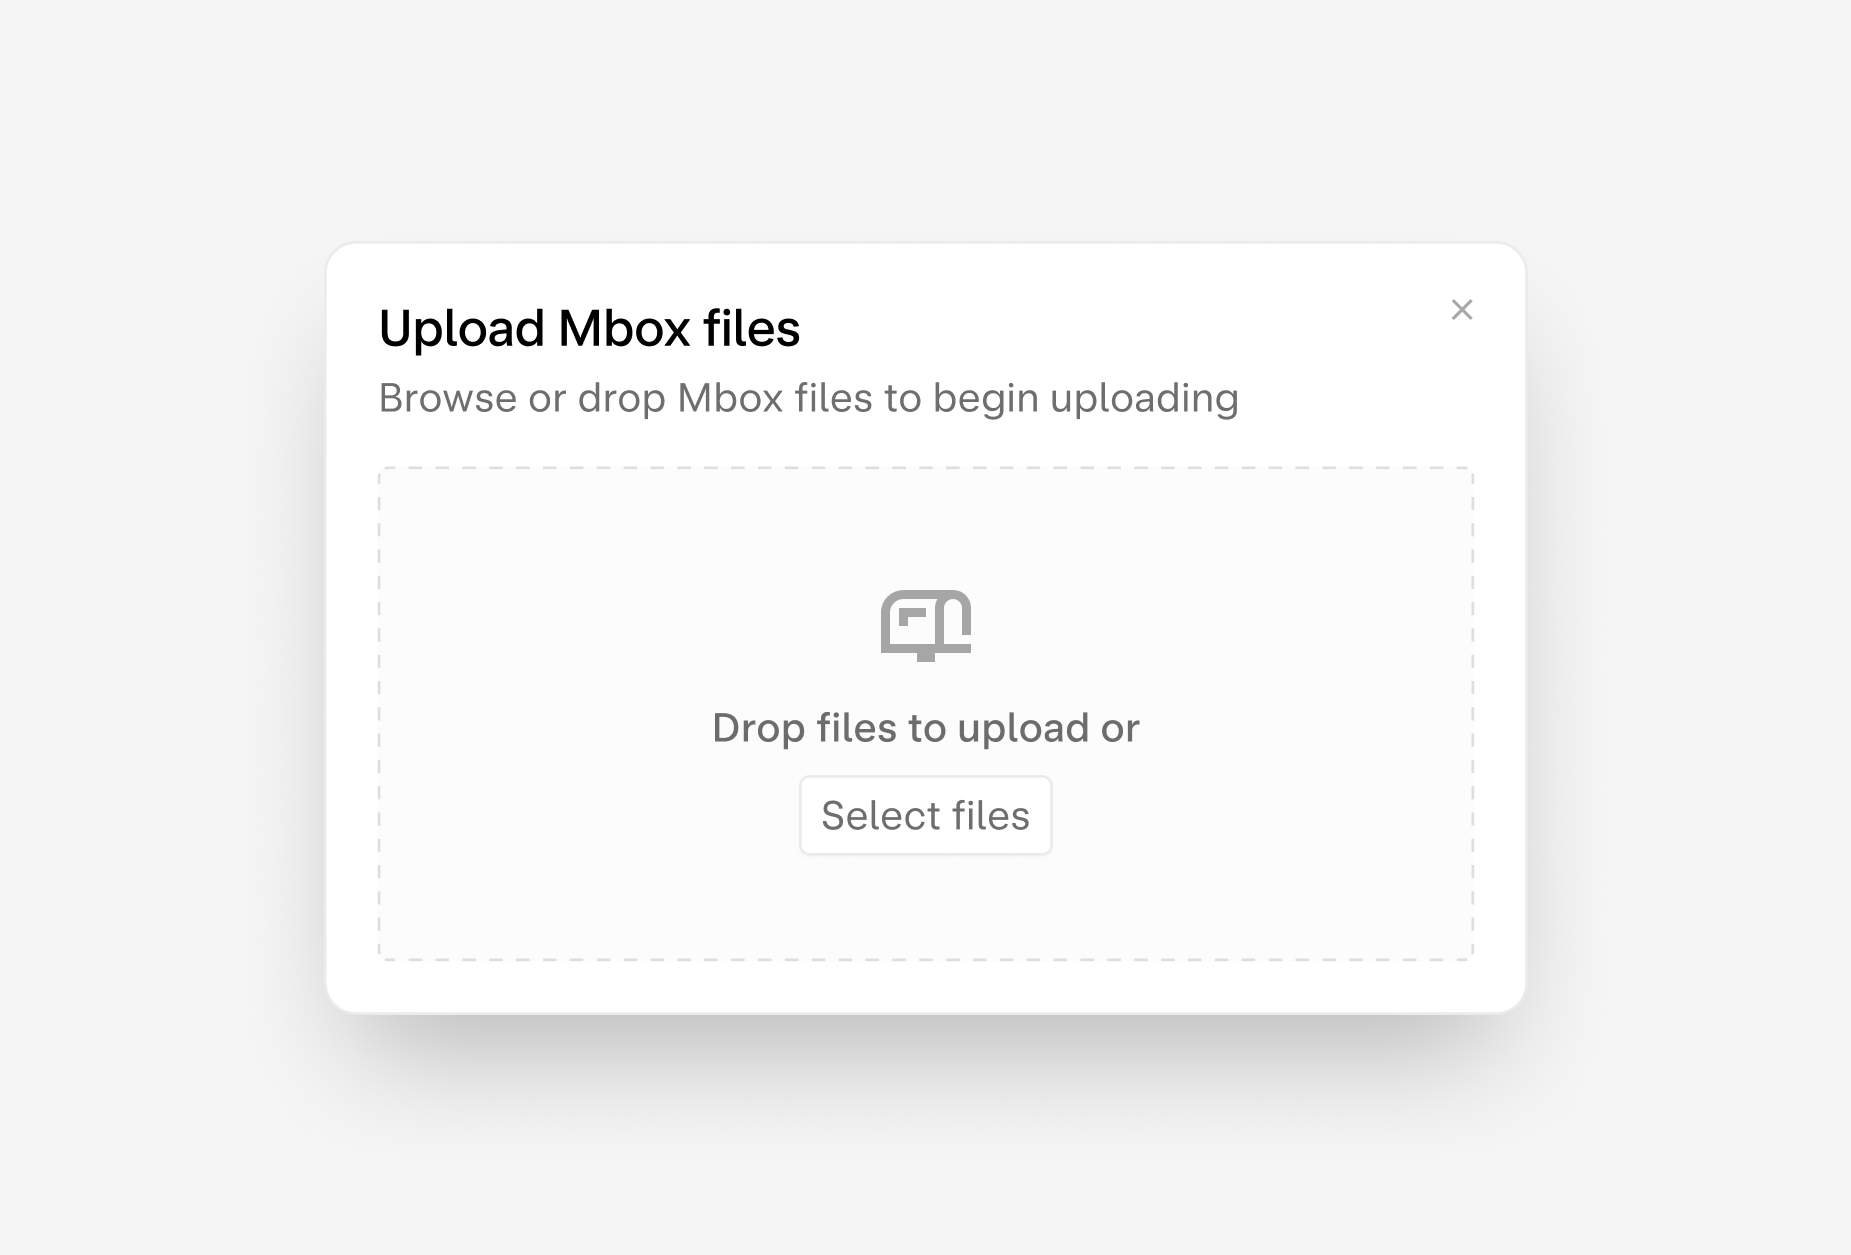 Upload Mbox files
Browse or drop Mbox files to begin uploading
Drop files to upload or
Select files